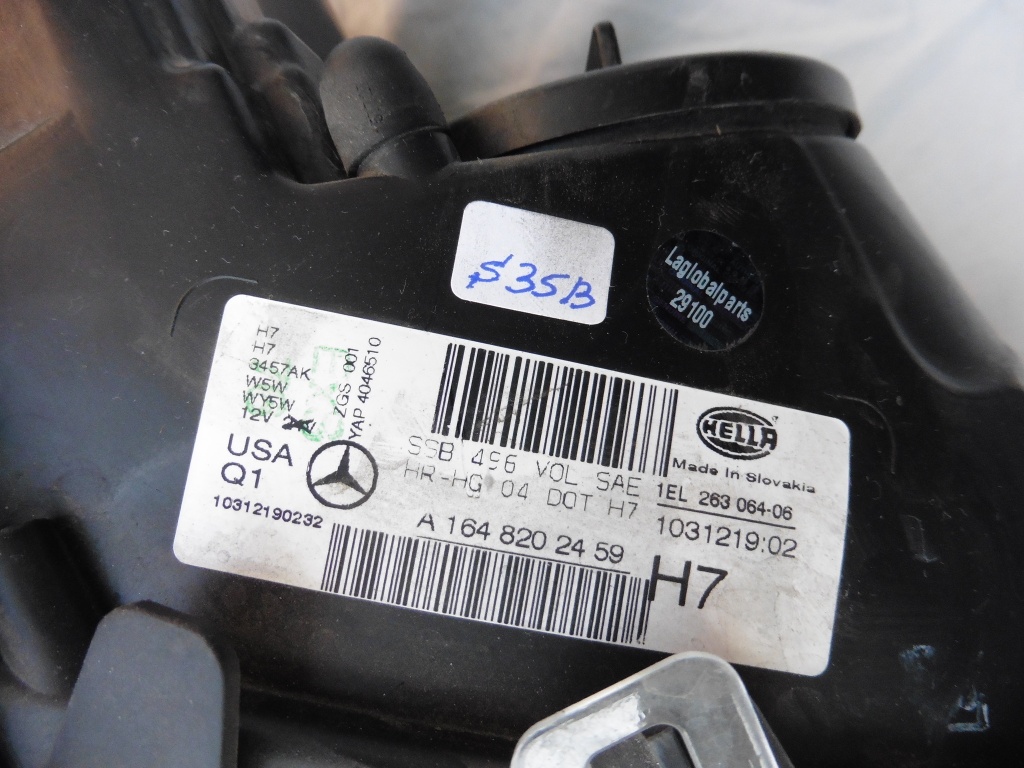 S35B
Laglobalparts
29100
H7
H7
3457AK
W5W
WY5W
12V
ZGS 001
YAP 4046510
USA
Q1
10312190232
SSB 496 VOL SAE
HR-HG 04 DOT H7
A 164 820 24 59
HELLA
Made In Slovakia
1EL 263 064-06
1031219:02
H7